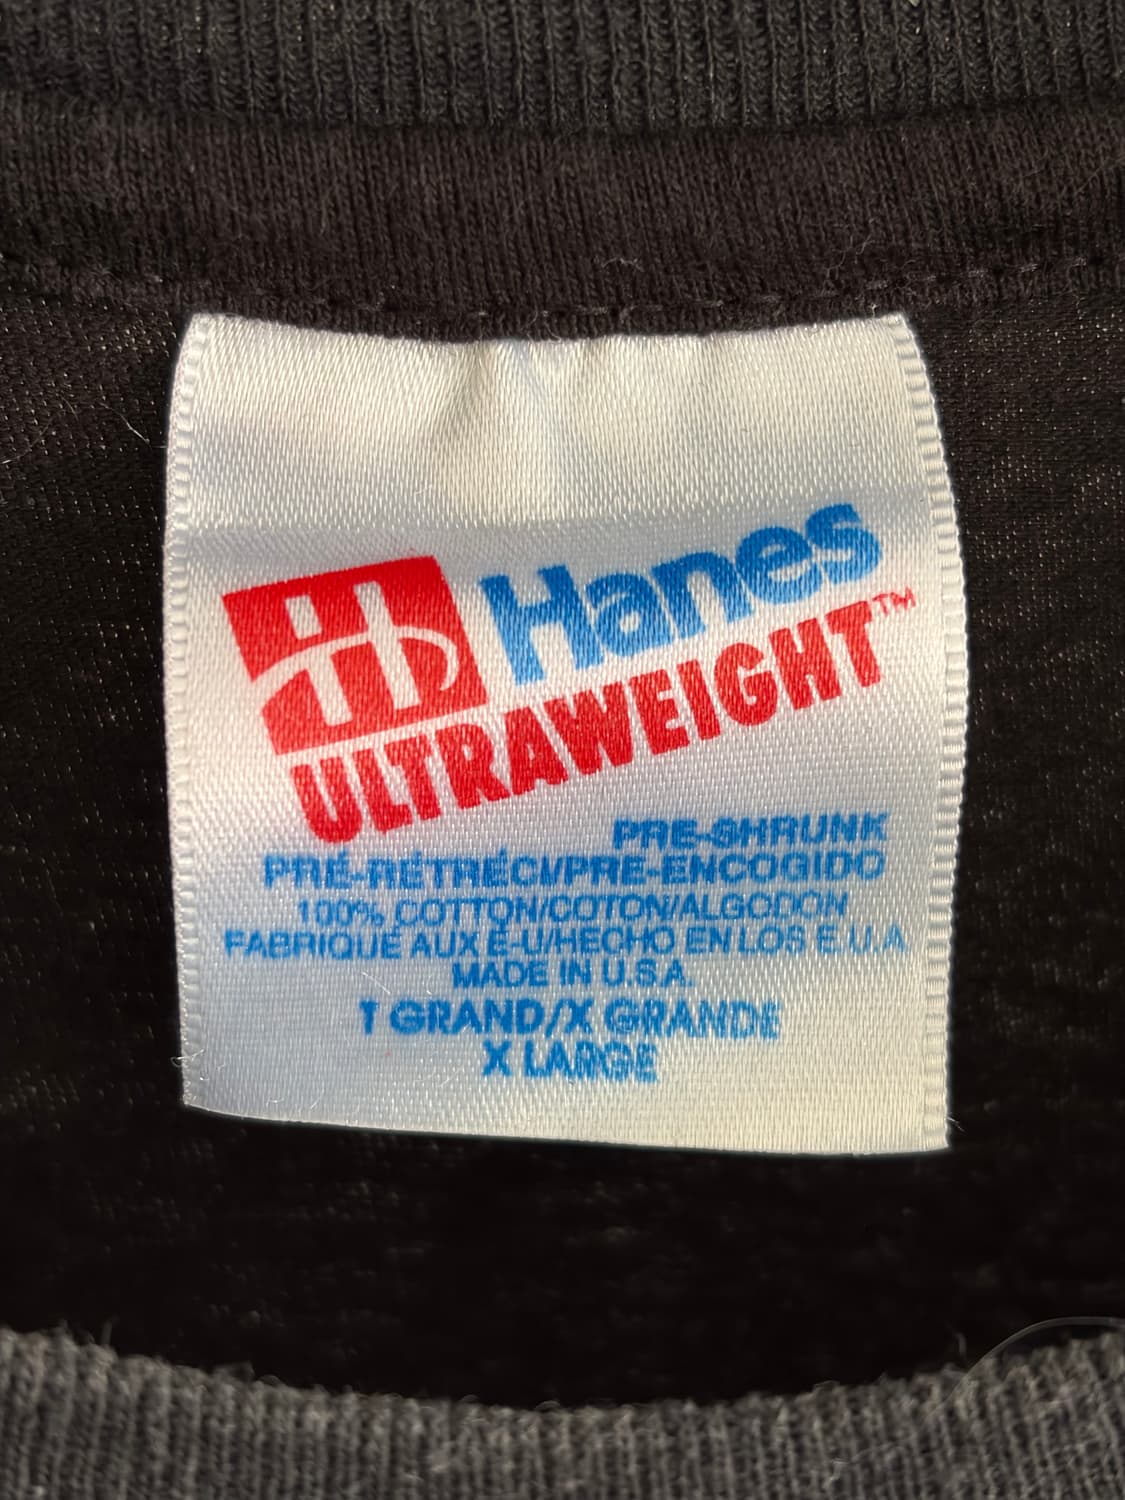 Hanes
ULTRAWEIGHT™
PRE-SHRUNK
PRÉ-RÉTRÉCI/PRE-ENCOGIDO
100% COTTON/COTON/ALGODON
FABRIQUE AUX É-U/HECHO EN LOS E.U.A
MADE IN U.S.A.
T GRAND/X GRANDE
X LARGE